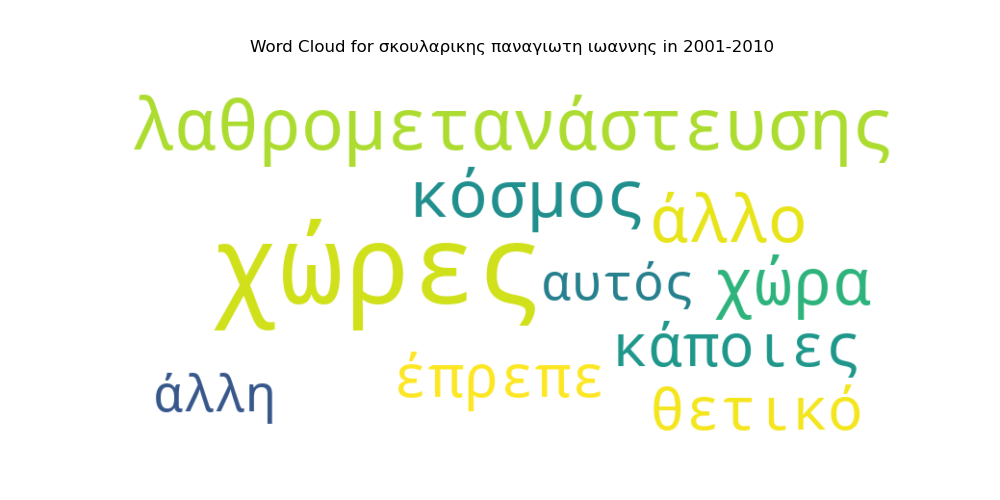 Word Cloud for σκουλαρικης παναγιωτη ιωαννης in 2001-2010
λαθρομετανάστευσης
κόσμος
άλλο
χώρες
αυτός
χώρα
κάποιες
έπρεπε
άλλη
θετικό